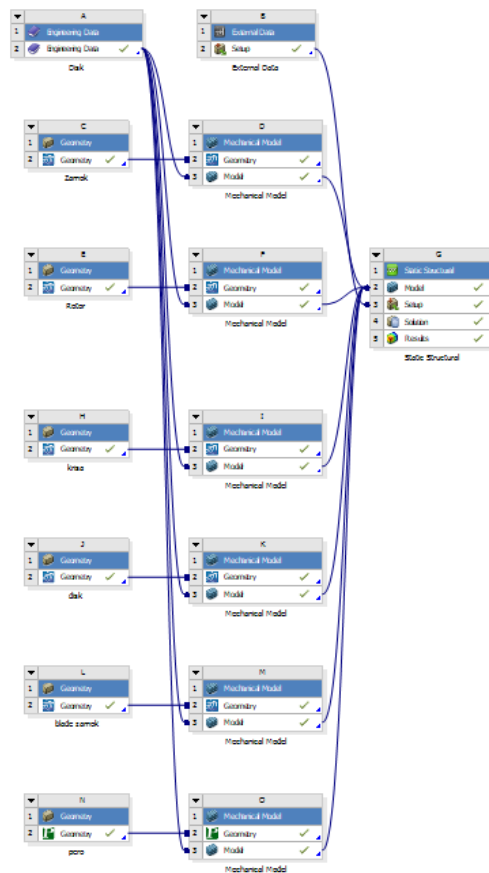 A
1 Engineering Data
2 Engineering Data
Disk
B
1 External Data
2 Setup
External Data
C
1 Geometry
2 Geometry
Zamok
D
1 Mechanical Model
2 Geometry
3 Model
Mechanical Model
E
1 Geometry
2 Geometry
Rotor
F
1 Mechanical Model
2 Geometry
3 Model
Mechanical Model
G
1 Static Structural
2 Model
3 Setup
4 Solution
5 Results
Static Structural
H
1 Geometry
2 Geometry
I
1 Mechanical Model
2 Geometry
3 Model
Mechanical Model
J
1 Geometry
2 Geometry
disk
K
1 Mechanical Model
2 Geometry
3 Model
Mechanical Model
L
1 Geometry
2 Geometry
blade zamok
M
1 Mechanical Model
2 Geometry
3 Model
Mechanical Model
N
1 Geometry
2 Geometry
pero
O
1 Mechanical Model
2 Geometry
3 Model
Mechanical Model